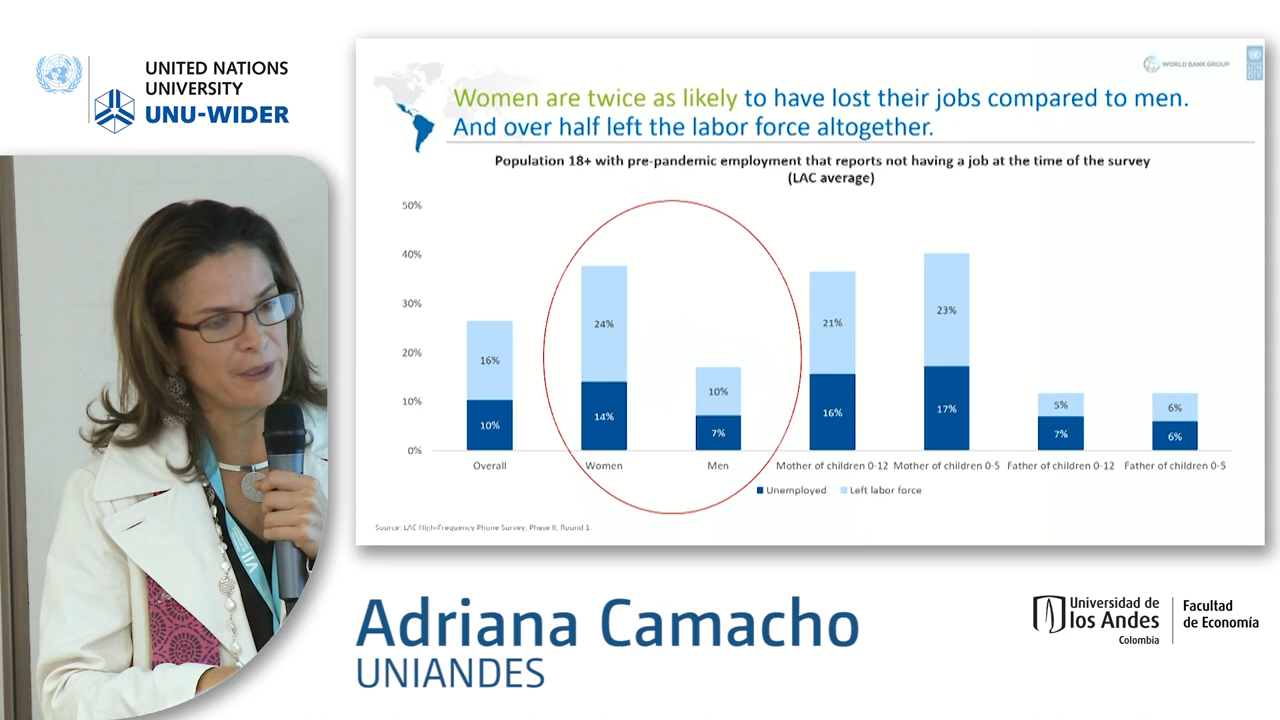 UNITED NATIONS
UNIVERSITY
UNU-WIDER
WORLD BANK GROUP
UN
DP
Women are twice as likely to have lost their jobs compared to men.
And over half left the labor force altogether.
Population 18+ with pre-pandemic employment that reports not having a job at the time of the survey
(LAC average)
50%
40%
30%
20%
10%
0%
16%
10%
24%
14%
10%
7%
21%
16%
23%
17%
5%
7%
6%
6%
Overall
Women
Men
Mother of children 0-12
Mother of children 0-5
Father of children 0-12
Father of children 0-5
Unemployed
Left labor force
Source: LAC High-Frequency Phone Survey, Phase II, Round 1.
VII
Adriana Camacho
UNIANDES
Universidad de
los Andes
Colombia
Facultad
de Economía